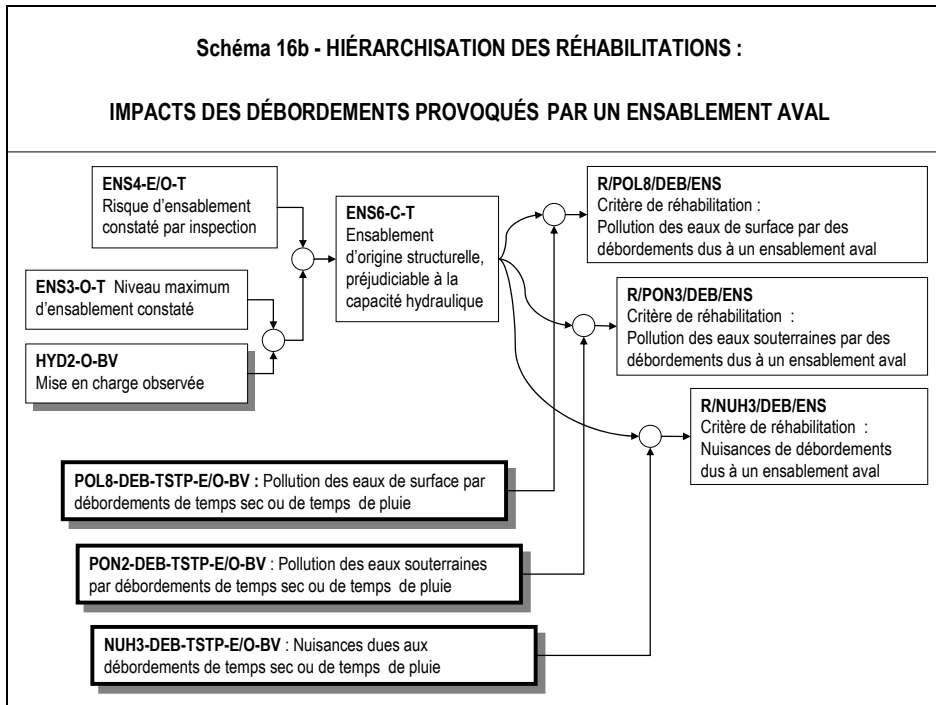 Schéma 16b - HIÉRARCHISATION DES RÉHABILITATIONS :
IMPACTS DES DÉBORDEMENTS PROVOQUÉS PAR UN ENSABLEMENT AVAL
ENS4-E/O-T
Risque d'ensablement
constaté par inspection
ENS3-O-T Niveau maximum
d'ensablement constaté
HYD2-O-BV
Mise en charge observée
ENS6-C-T
Ensablement
d'origine structurelle,
préjudiciable à la
capacité hydraulique
R/POL8/DEB/ENS
Critère de réhabilitation :
Pollution des eaux de surface par des
débordements dus à un ensablement aval
R/PON3/DEB/ENS
Critère de réhabilitation :
Pollution des eaux souterraines par des
débordements dus à un ensablement aval
R/NUH3/DEB/ENS
Critère de réhabilitation :
Nuisances de débordements
dus à un ensablement aval
POL8-DEB-TSTP-E/O-BV : Pollution des eaux de surface par
débordements de temps sec ou de temps de pluie
PON2-DEB-TSTP-E/O-BV : Pollution des eaux souterraines
par débordements de temps sec ou de temps de pluie
NUH3-DEB-TSTP-E/O-BV : Nuisances dues aux
débordements de temps sec ou de temps de pluie